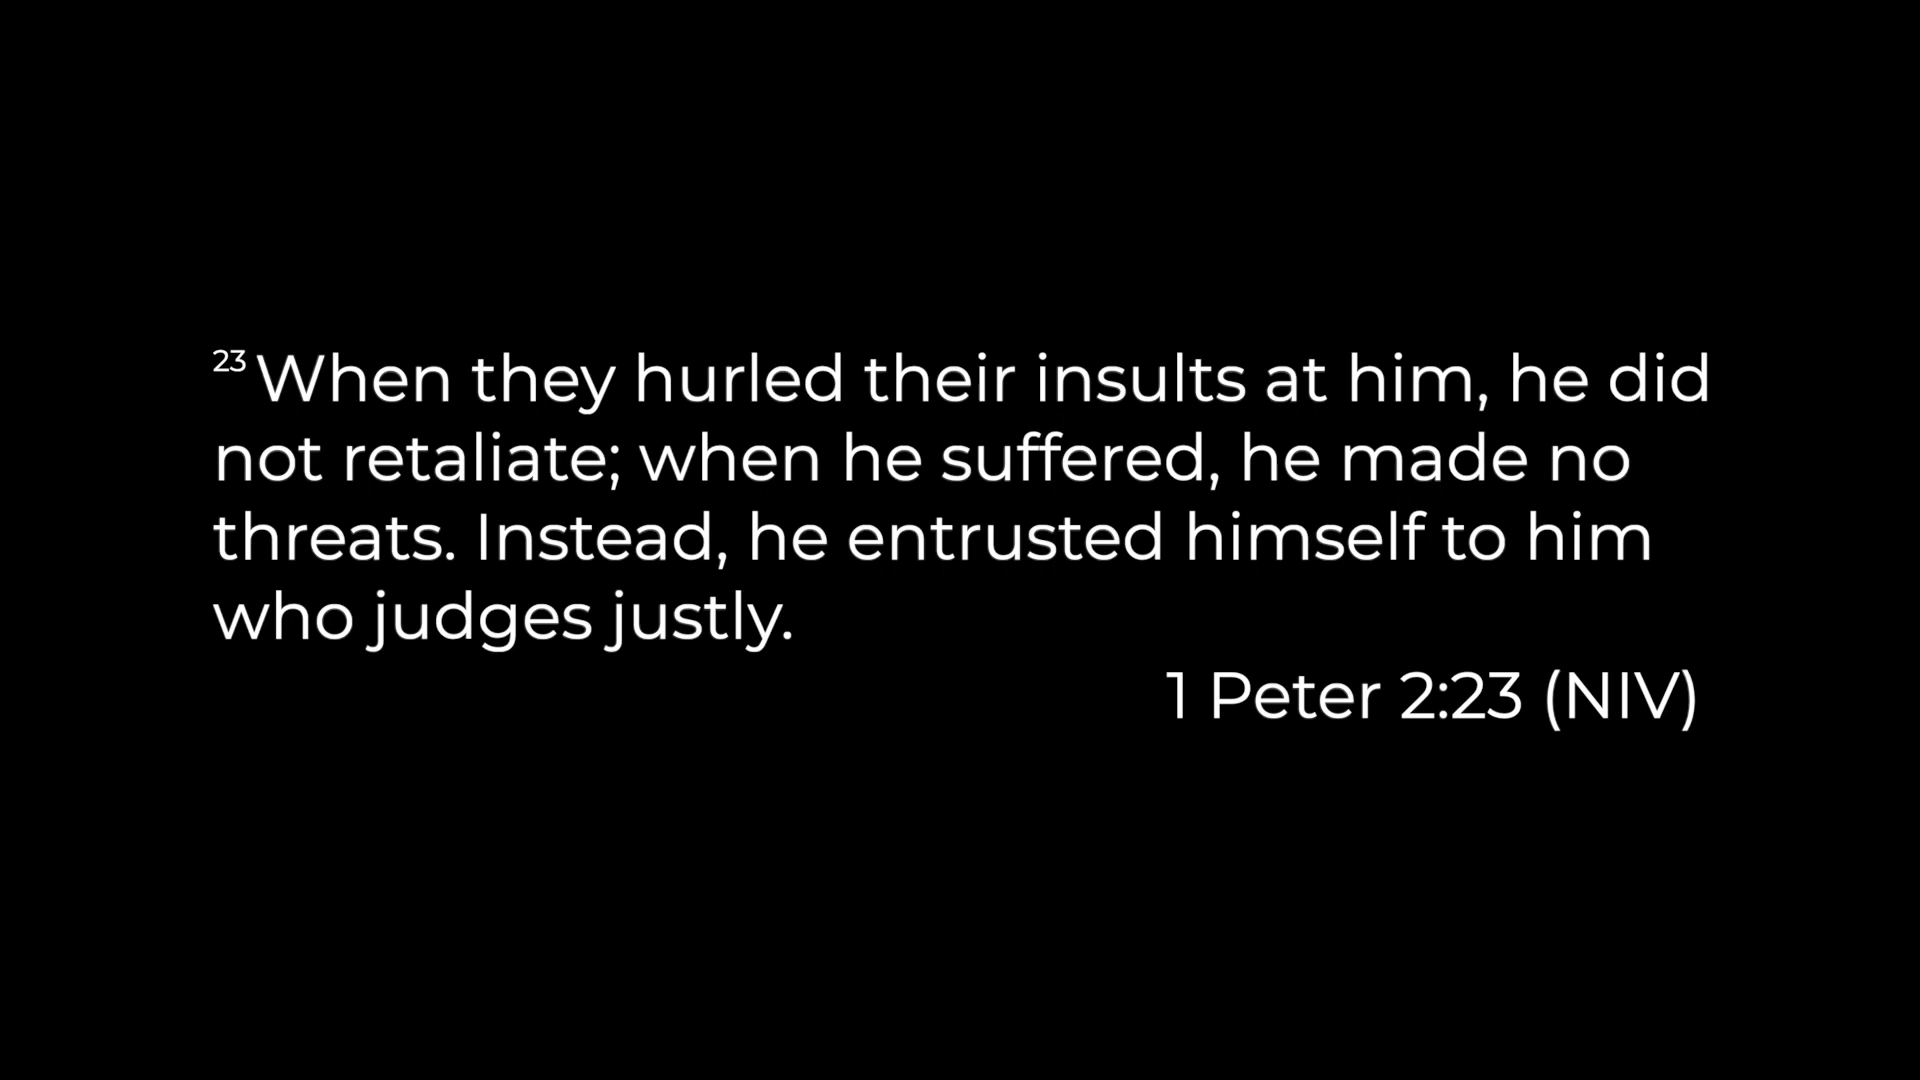 23 When they hurled their insults at him, he did
not retaliate; when he suffered, he made no
threats. Instead, he entrusted himself to him
who judges justly.
1 Peter 2:23 (NIV)